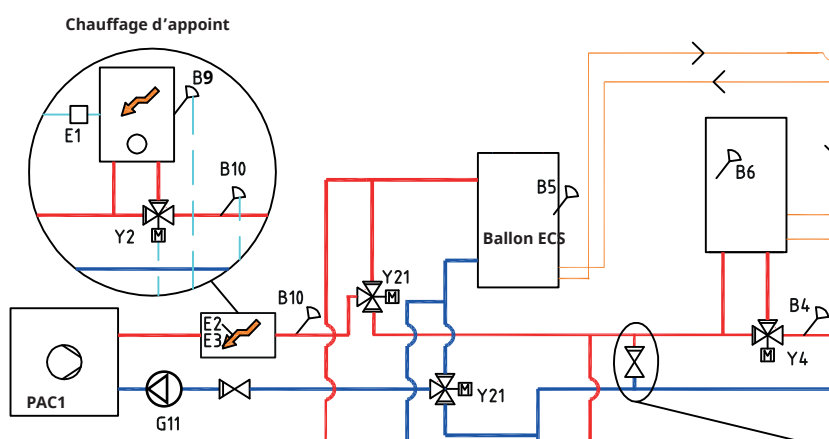 Chauffage d’appoint
B9
E1
B10
Y2
B5
B6
Ballon ECS
Y21
B10
B4
E2
E3
M
Y4
PAC1
G11
Y21
M
M
M